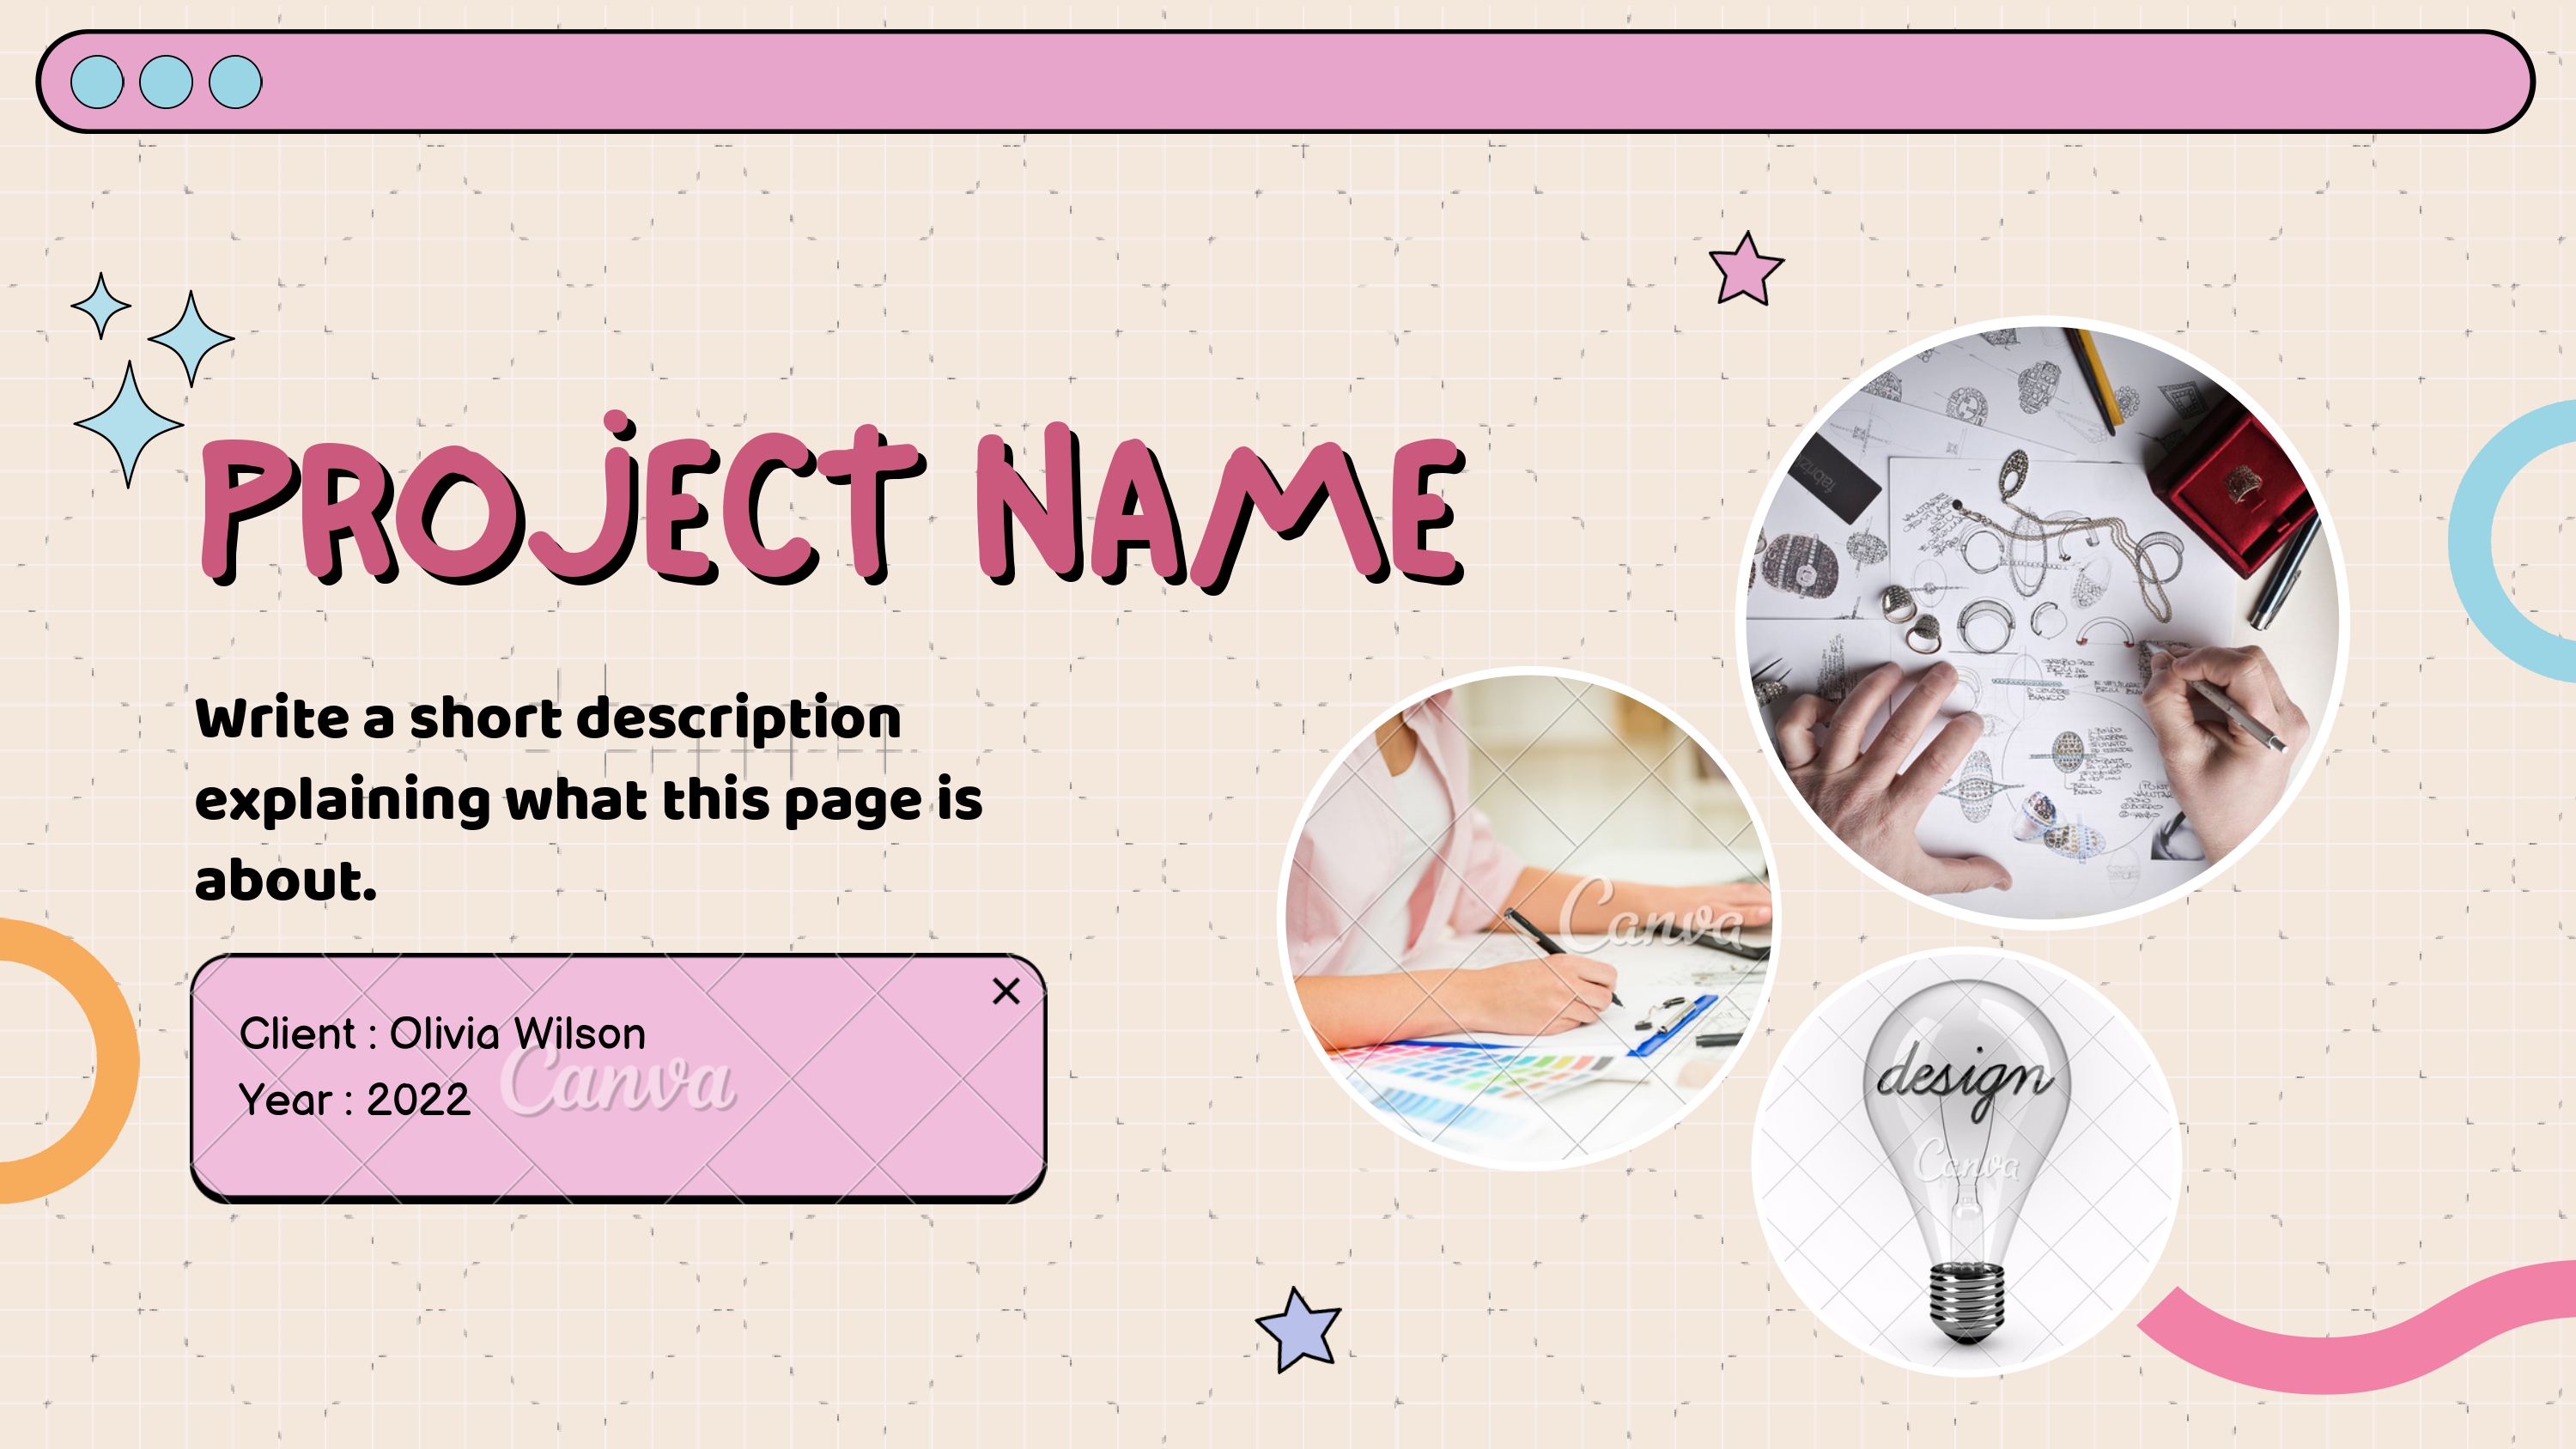 PROJECT NAME
Write a short description
explaining what this page is
about.
Client : Olivia Wilson
Year : 2022
Canva
Canva
design
Canva